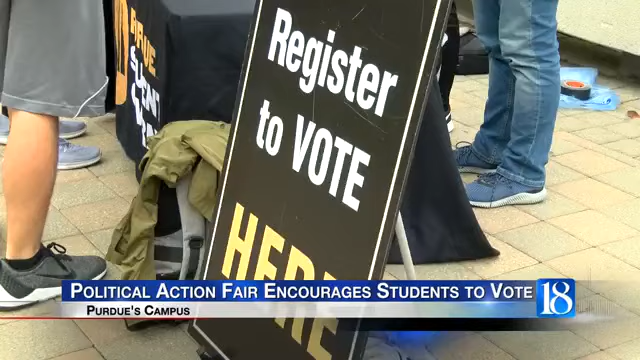 Register
to VOTE
HERE
POLITICAL ACTION FAIR ENCOURAGES STUDENTS TO VOTE
18
PURDUE'S CAMPUS